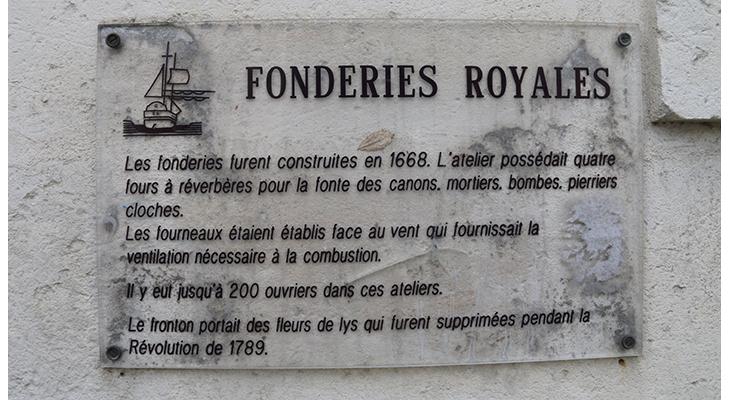 FONDERIES ROYALES
Les fonderies furent construites en 1668. L'atelier possédait quatre
fours à réverbères pour la fonte des canons, mortiers, bombes, pierriers
cloches.
Les fourneaux étaient établis face au vent qui fournissait la
ventilation nécessaire à la combustion.
Il y eut jusqu'à 200 ouvriers dans ces ateliers.
Le fronton portait des fleurs de lys qui furent supprimées pendant la
Révolution de 1789.